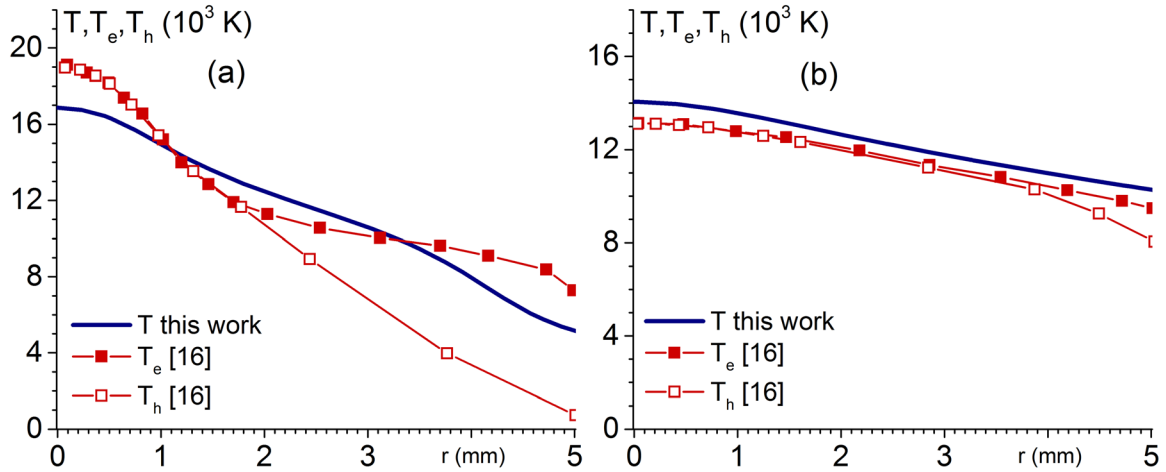 T,Tₑ,Tₕ (10³ K)
(a)
20
16
12
8
4
0
T this work
Tₑ [16]
Tₕ [16]
0 1 2 3 r (mm) 5
T,Tₑ,Tₕ (10³ K)
(b)
16
12
8
4
0
T this work
Tₑ [16]
Tₕ [16]
0 1 2 3 r (mm) 5